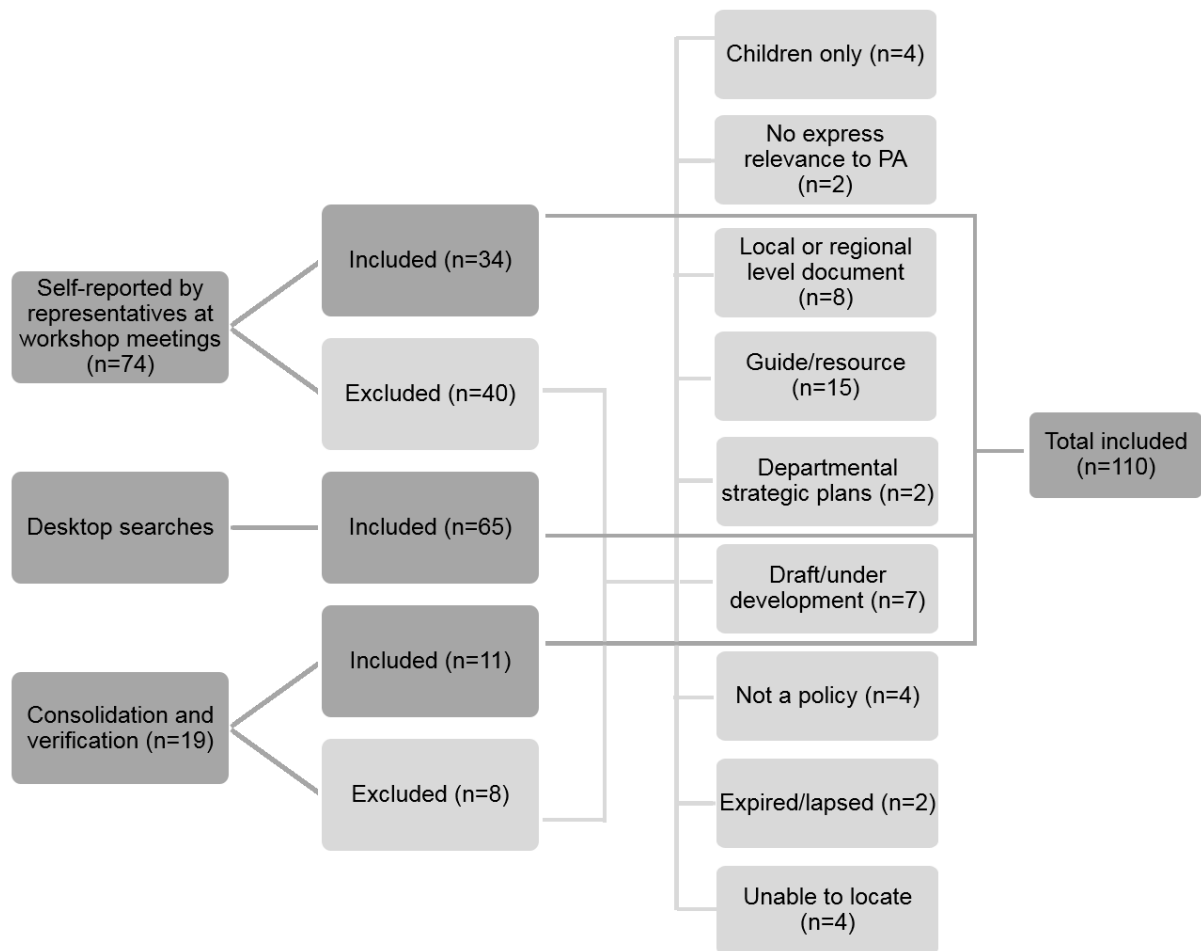 Self-reported by
representatives at
workshop meetings
(n=74)
Included (n=34)
Excluded (n=40)
Desktop searches
Included (n=65)
Consolidation and
verification (n=19)
Included (n=11)
Excluded (n=8)
Children only (n=4)
No express
relevance to PA
(n=2)
Local or regional
level document
(n=8)
Guide/resource
(n=15)
Departmental
strategic plans (n=2)
Draft/under
development (n=7)
Not a policy (n=4)
Expired/lapsed (n=2)
Unable to locate
(n=4)
Total included
(n=110)